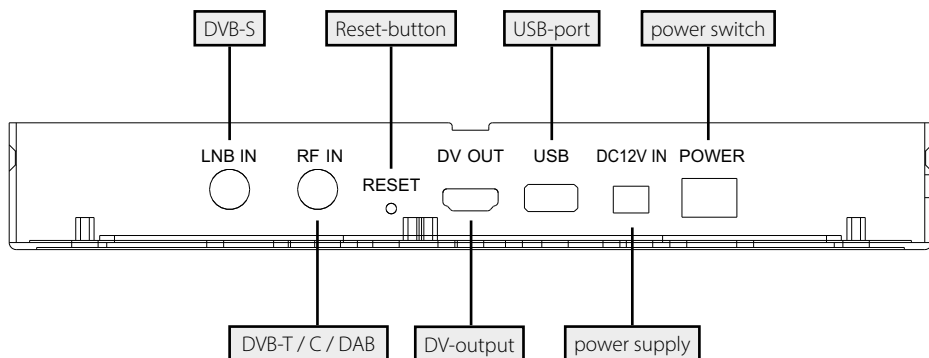 DVB-S
Reset-button
USB-port
power switch
LNB IN
RF IN
RESET
DV OUT
USB
DC12V IN
POWER
DVB-T / C / DAB
DV-output
power supply